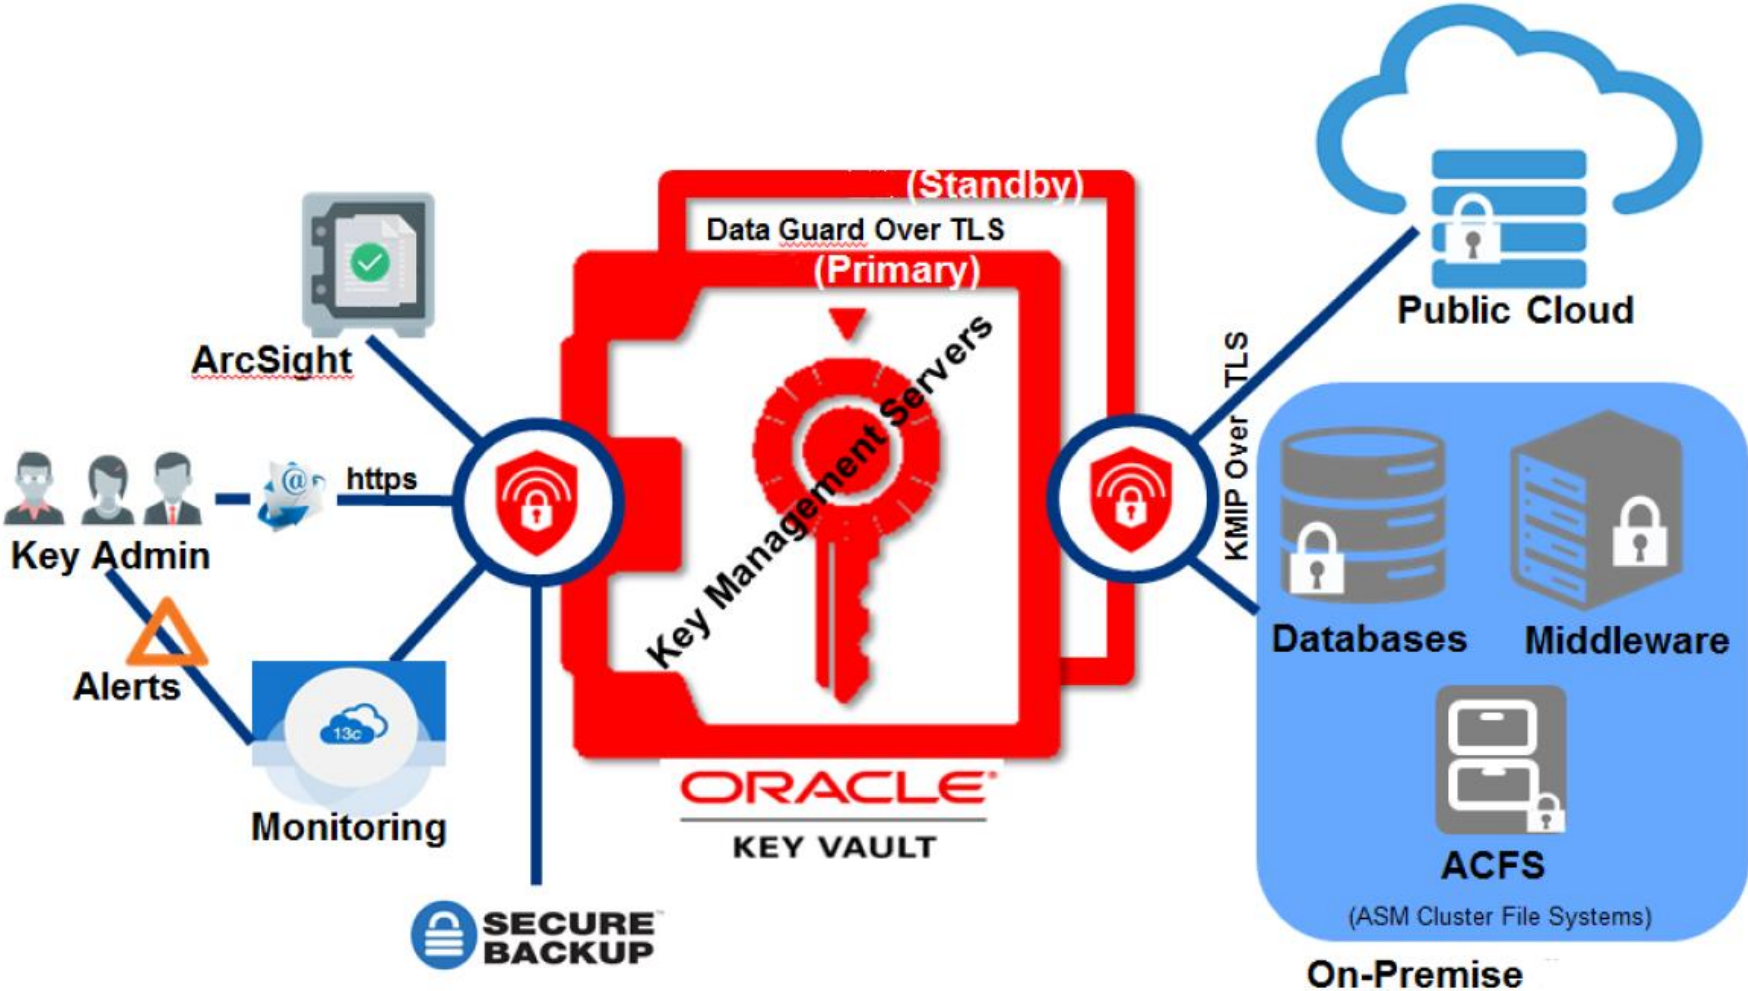 (Standby)
Data Guard Over TLS
(Primary)
Key Management Servers
ORACLE®
KEY VAULT
ArcSight
https
Key Admin
Alerts
13c
Monitoring
SECURE
BACKUP
KMIP Over TLS
Public Cloud
Databases
Middleware
ACFS
(ASM Cluster File Systems)
On-Premise
@